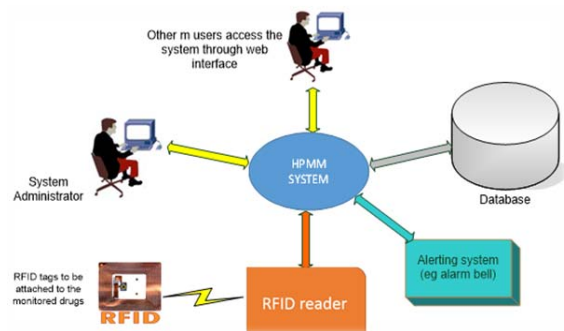 Other m users access the
system through web
interface
HPMM
SYSTEM
System
Administrator
Database
Alerting system
(eg alarm bell)
RFID tags to be
attached to the
monitored drugs
RFID
RFID reader